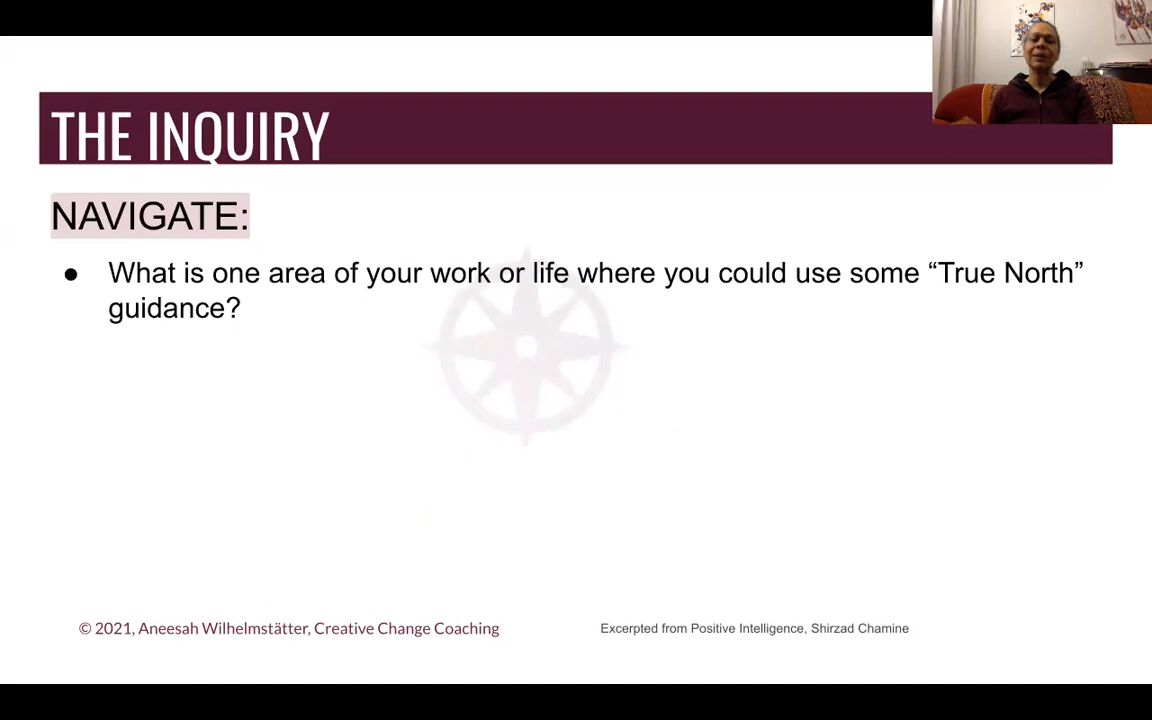 THE INQUIRY
NAVIGATE:
● What is one area of your work or life where you could use some “True North”
guidance?
© 2021, Aneesah Wilhelmstätter, Creative Change Coaching
Excerpted from Positive Intelligence, Shirzad Chamine